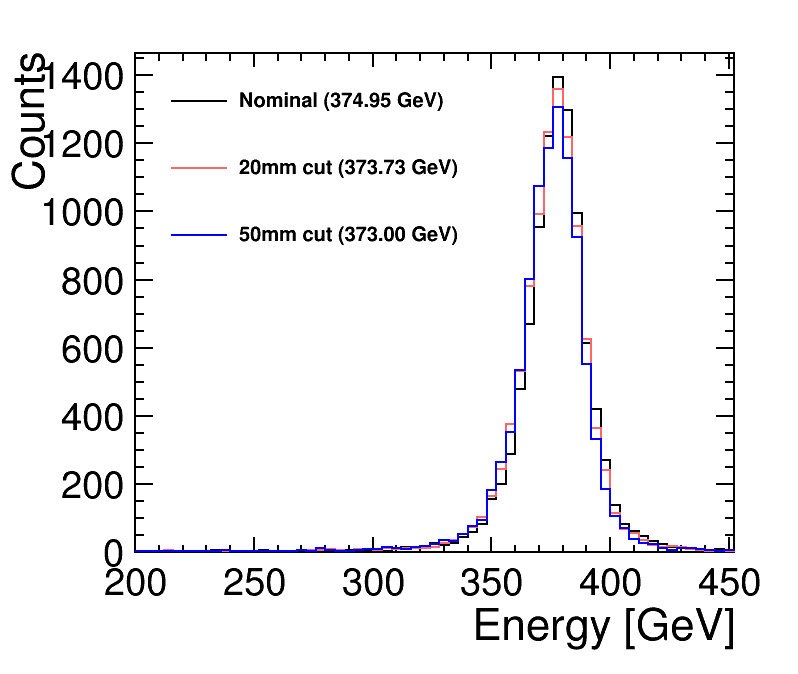 Counts
1400
1200
1000
800
600
400
200
0
Nominal (374.95 GeV)
20mm cut (373.73 GeV)
50mm cut (373.00 GeV)
200 250 300 350 400 450
Energy [GeV]